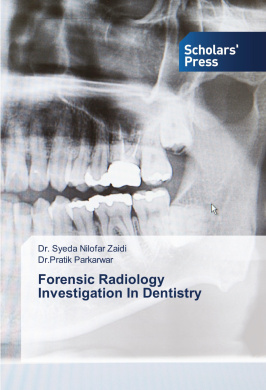 Scholars'
Press
Dr. Syeda Nilofar Zaidi
Dr.Pratik Parkarwar
Forensic Radiology
Investigation In Dentistry